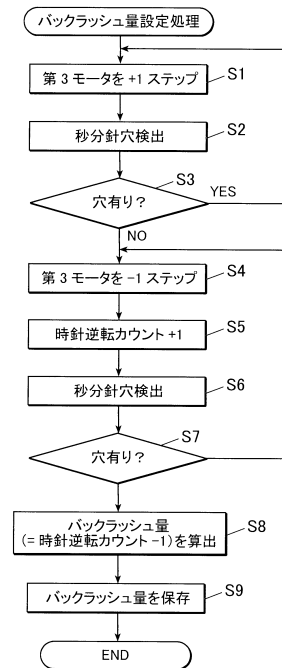 バックラッシュ量設定処理
第3モータを+1ステップ
S1
秒分針穴検出
S2
穴有り?
S3
YES
NO
第3モータを-1ステップ
S4
時針逆転カウント+1
S5
秒分針穴検出
S6
穴有り?
S7
バックラッシュ量
(=時針逆転カウント-1)を算出
S8
バックラッシュ量を保存
S9
END